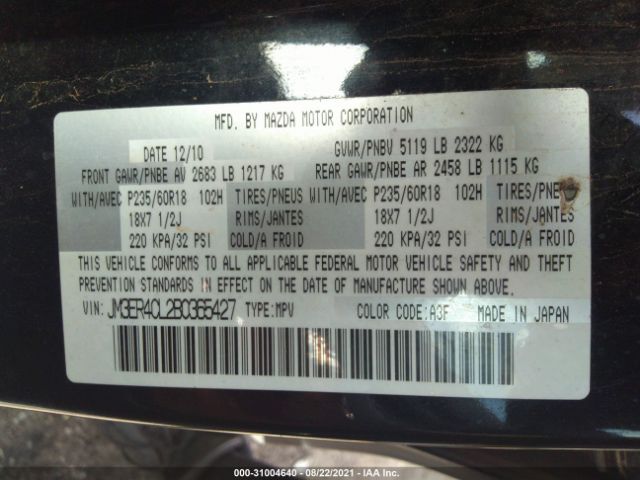 MFD. BY MAZDA MOTOR CORPORATION
DATE 12/10 GVWR/PNBV 5119 LB 2322 KG
FRONT GAWR/PNBE AV 2683 LB 1217 KG REAR GAWR/PNBE AR 2458 LB 1115 KG
WITH/AVEC P235/60R18 102H TIRES/PNEUS WITH/AVEC P235/60R18 102H TIRES/PNEU
18X7 1/2J RIMS/JANTES 18X7 1/2J RIMS/JANTES
220 KPA/32 PSI COLD/A FROID 220 KPA/32 PSI COLD/A FROID
THIS VEHICLE CONFORMS TO ALL APPLICABLE FEDERAL MOTOR VEHICLE SAFETY AND THEFT
PREVENTION STANDARDS IN EFFECT ON THE DATE OF MANUFACTURE SHOWN ABOVE.
VIN: JM3ER4CL2B0365427 TYPE:MPV COLOR CODE:A3F MADE IN JAPAN
000-31004640 - 08/22/2021 - IAA Inc.